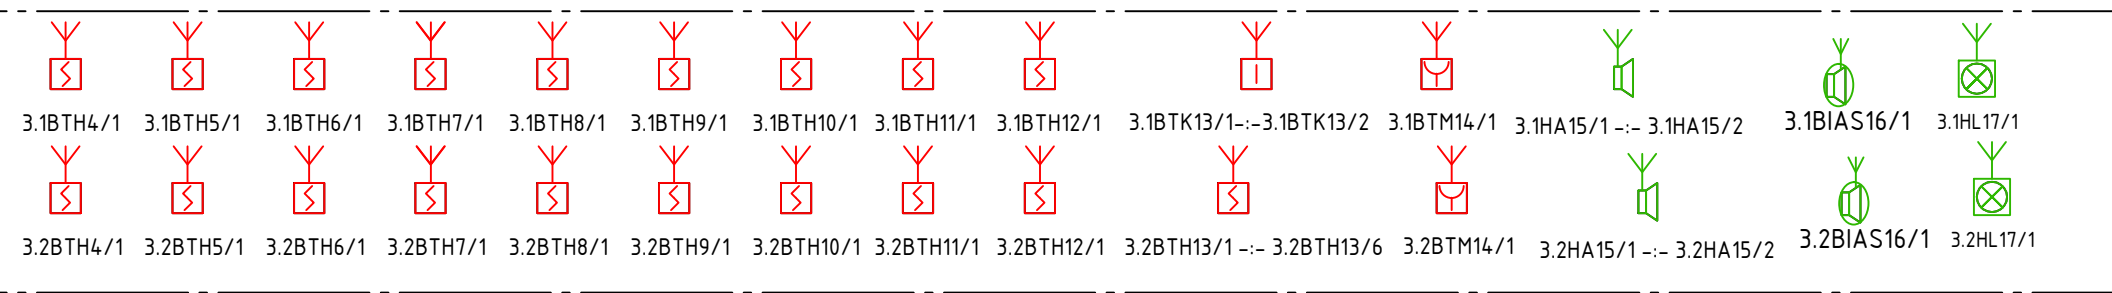 3.1BTH4/1 3.1BTH5/1 3.1BTH6/1 3.1BTH7/1 3.1BTH8/1 3.1BTH9/1 3.1BTH10/1 3.1BTH11/1 3.1BTH12/1 3.1BTK13/1-:-3.1BTK13/2 3.1BTM14/1 3.1HA15/1 -:- 3.1HA15/2 3.1BIAS16/1 3.1HL17/1
3.2BTH4/1 3.2BTH5/1 3.2BTH6/1 3.2BTH7/1 3.2BTH8/1 3.2BTH9/1 3.2BTH10/1 3.2BTH11/1 3.2BTH12/1 3.2BTH13/1 -:- 3.2BTH13/6 3.2BTM14/1 3.2HA15/1 -:- 3.2HA15/2 3.2BIAS16/1 3.2HL17/1